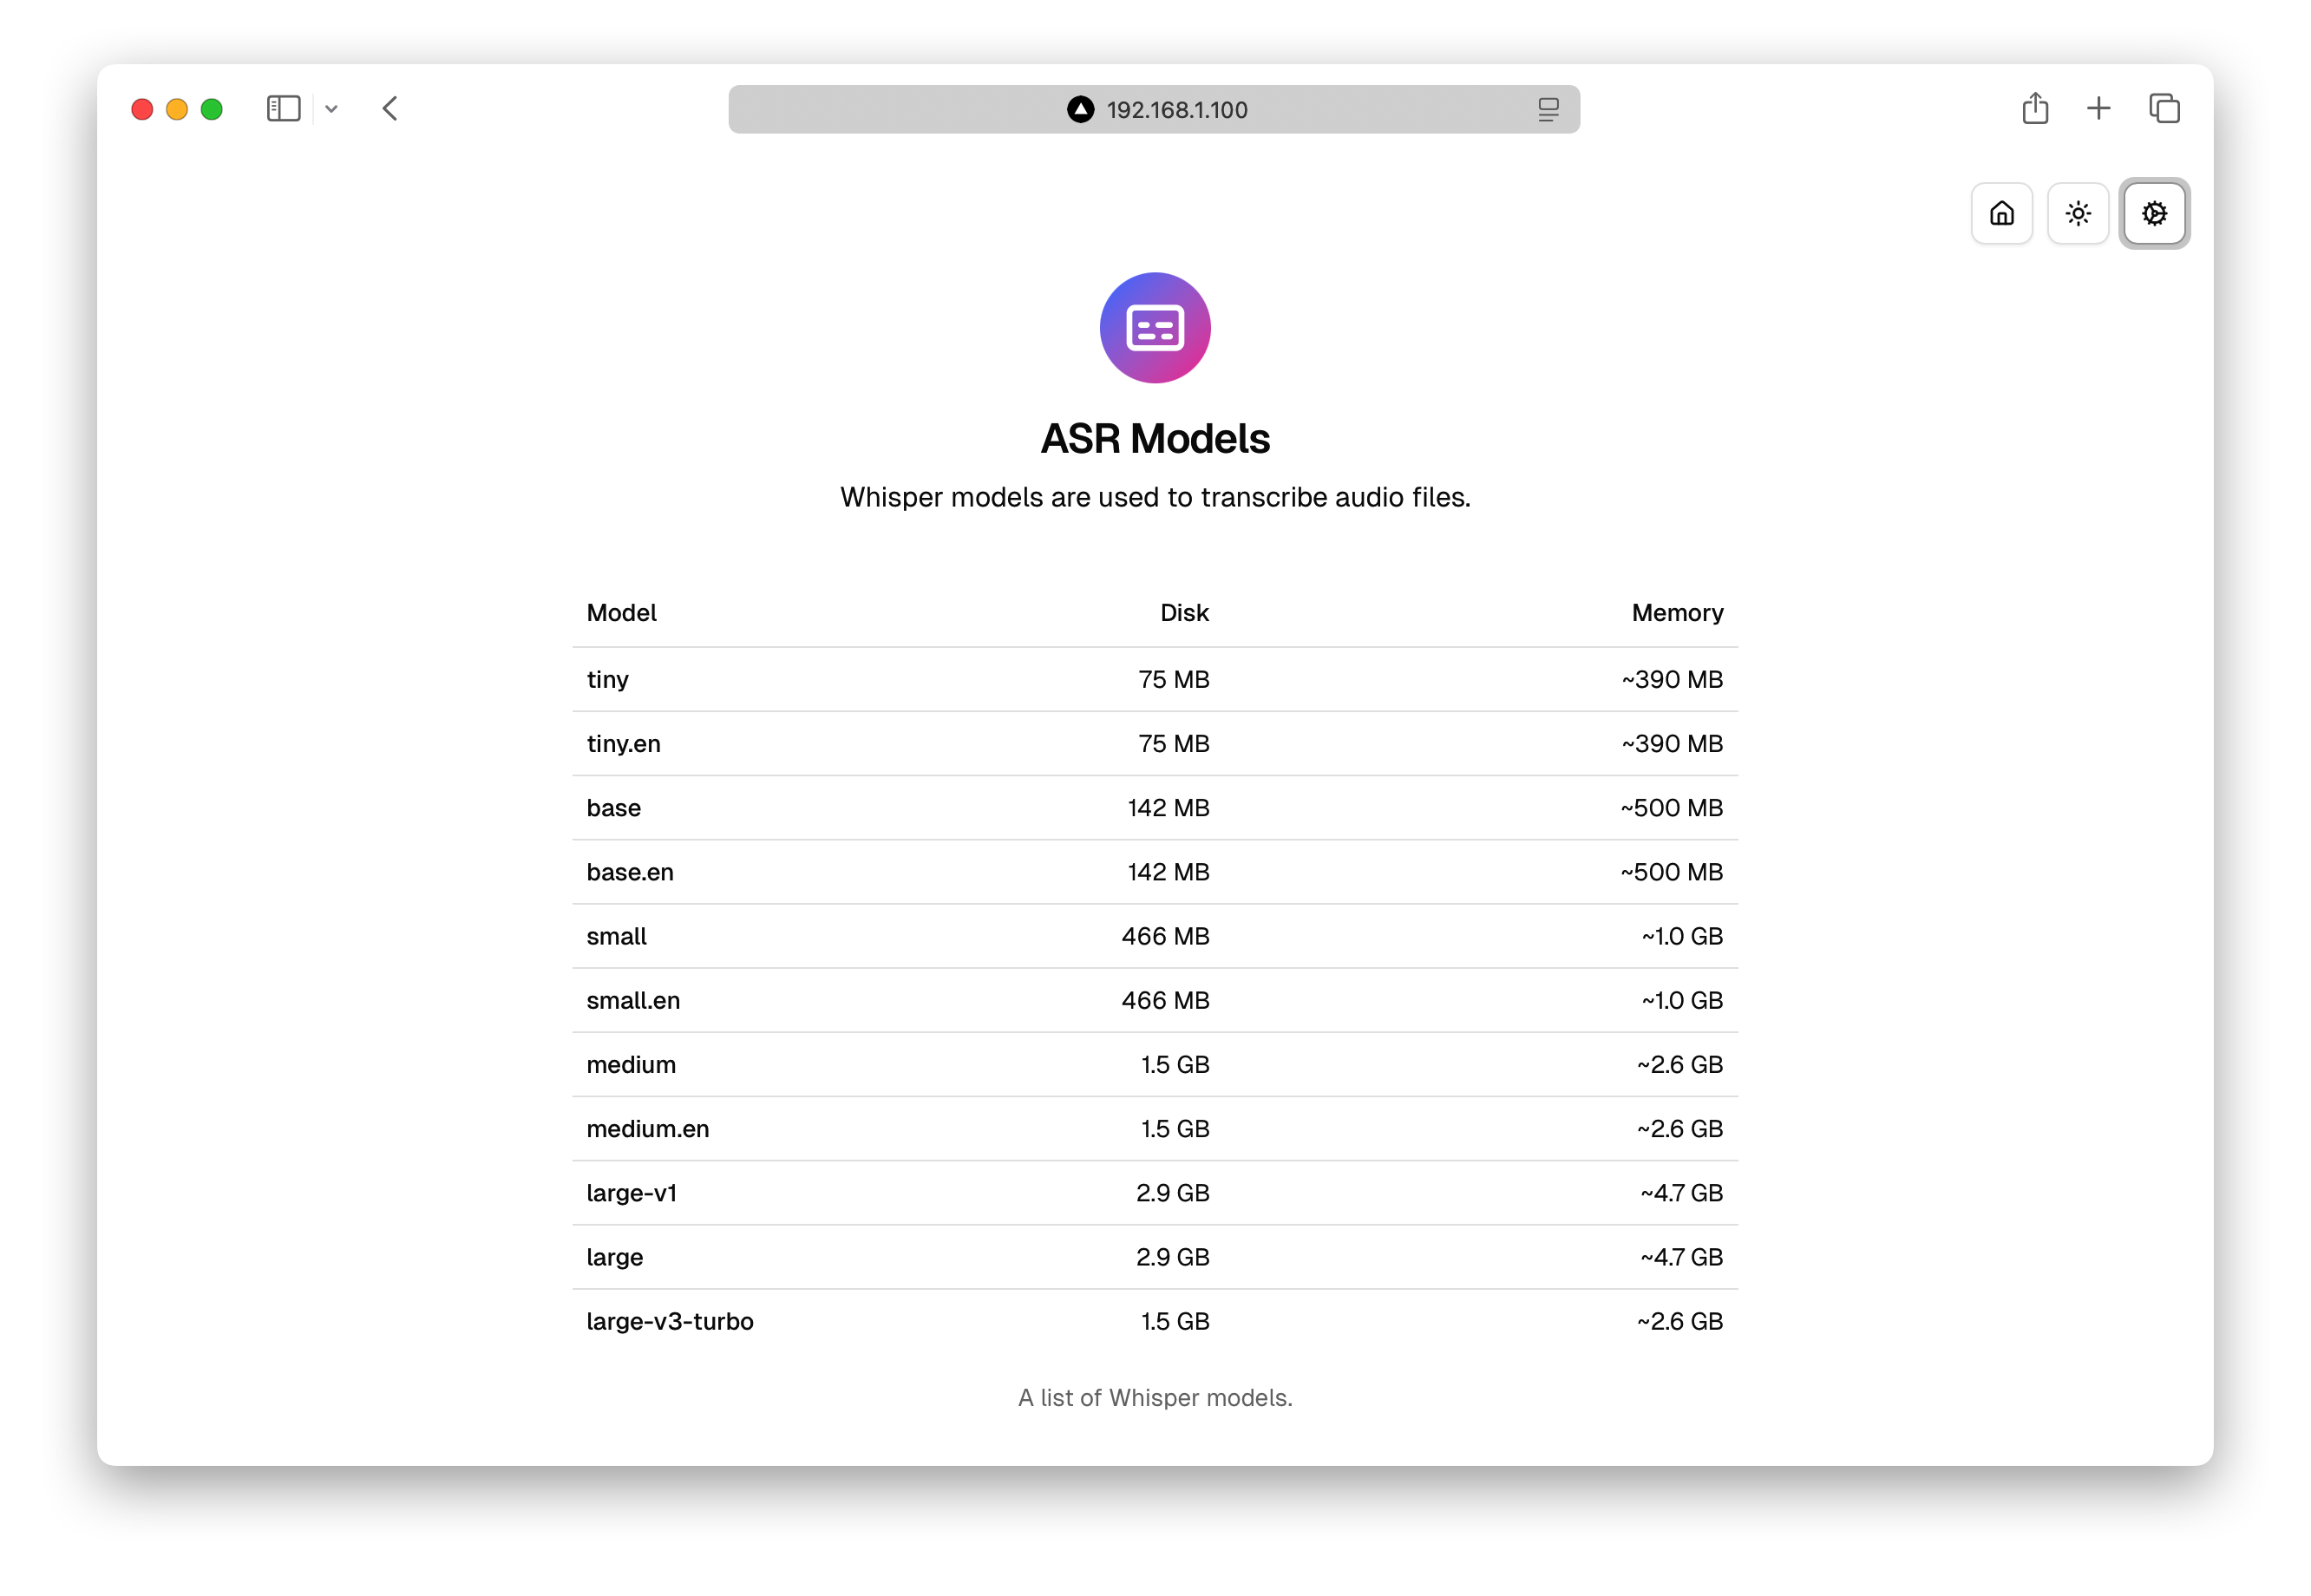 192.168.1.100
ASR Models
Whisper models are used to transcribe audio files.
Model Disk Memory
tiny 75 MB ~390 MB
tiny.en 75 MB ~390 MB
base 142 MB ~500 MB
base.en 142 MB ~500 MB
small 466 MB ~1.0 GB
small.en 466 MB ~1.0 GB
medium 1.5 GB ~2.6 GB
medium.en 1.5 GB ~2.6 GB
large-v1 2.9 GB ~4.7 GB
large 2.9 GB ~4.7 GB
large-v3-turbo 1.5 GB ~2.6 GB
A list of Whisper models.